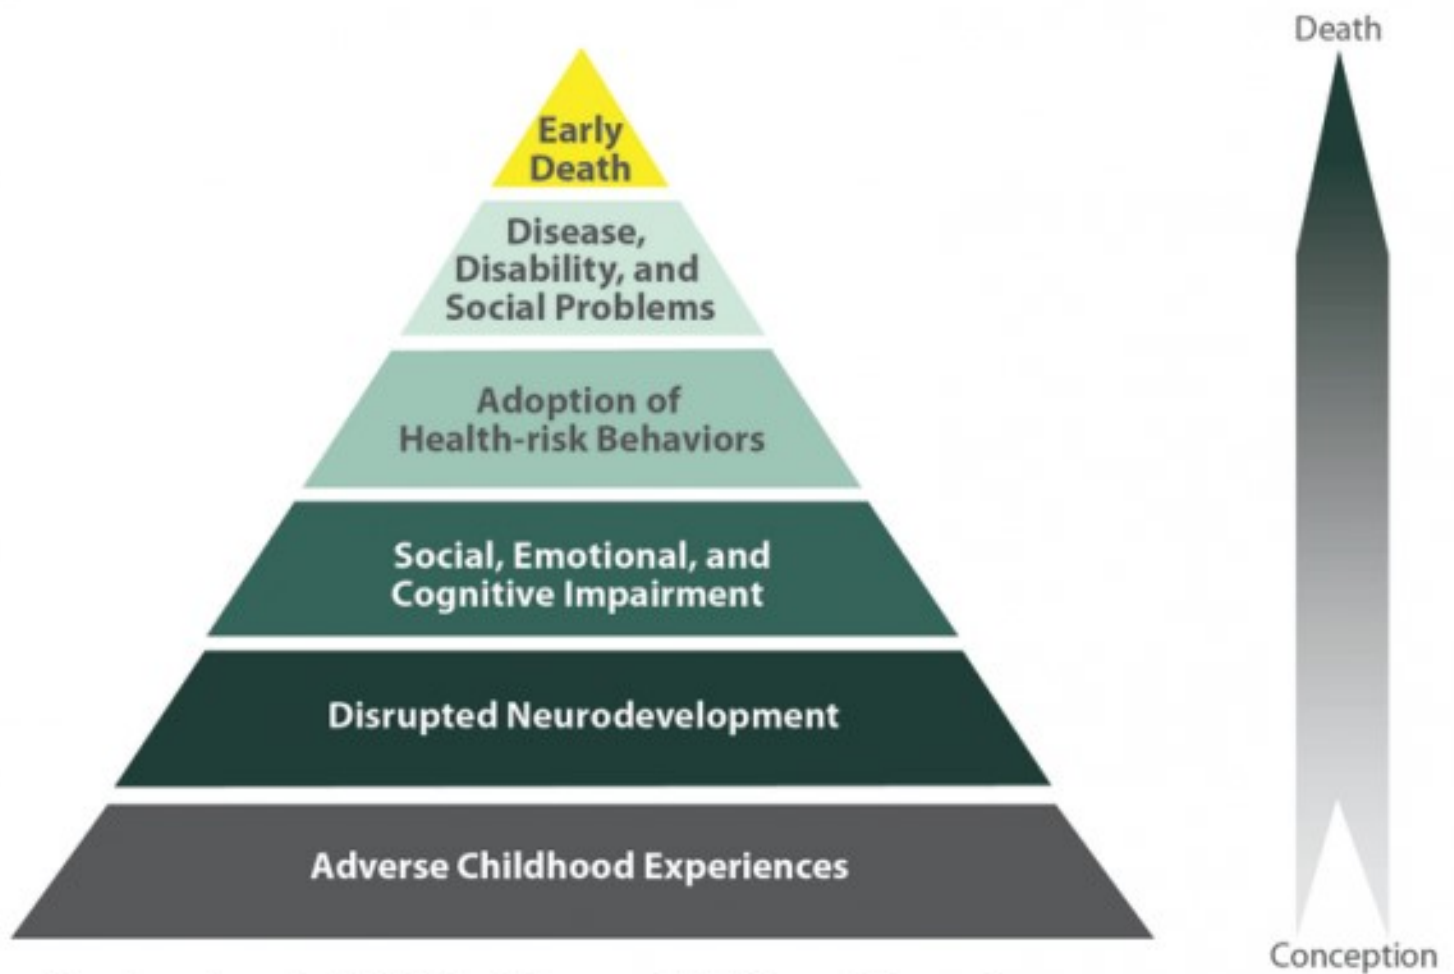 Death
Early
Death
Disease,
Disability, and
Social Problems
Adoption of
Health-risk Behaviors
Social, Emotional, and
Cognitive Impairment
Disrupted Neurodevelopment
Adverse Childhood Experiences
Conception